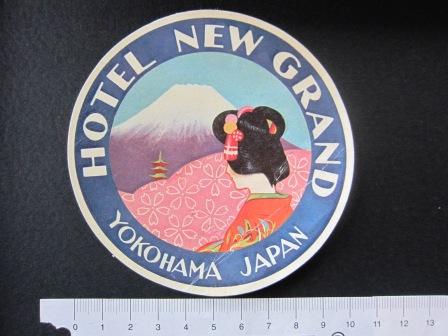 HOTEL NEW GRAND
YOKOHAMA JAPAN
0 1 2 3 4 5 6 7 8 9 10 11 12 13